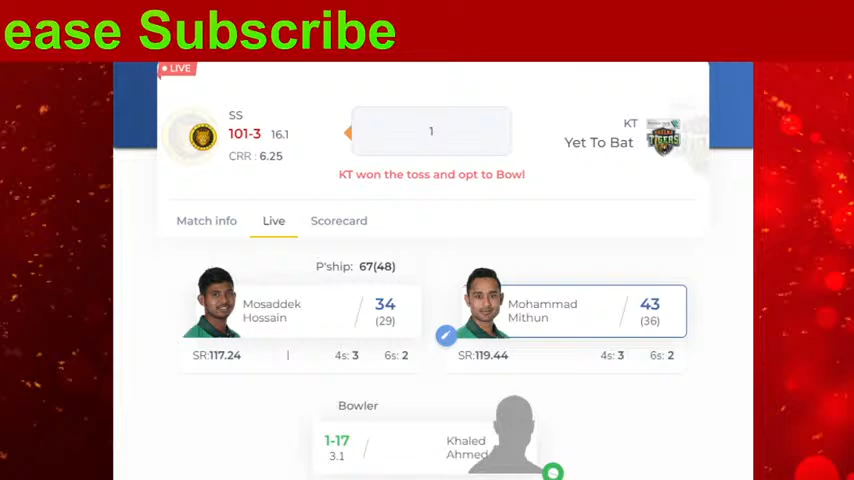 ease Subscribe
LIVE
SS
101-3 16.1
CRR : 6.25
1
KT
Yet To Bat
KT won the toss and opt to Bowl
Match info Live Scorecard
P'ship: 67(48)
Mosaddek
Hossain
34
(29)
SR:117.24 | 4s: 3 6s: 2
Mohammad
Mithun
43
(36)
SR:119.44 4s: 3 6s: 2
Bowler
1-17
3.1
Khaled
Ahmed
TIGERS